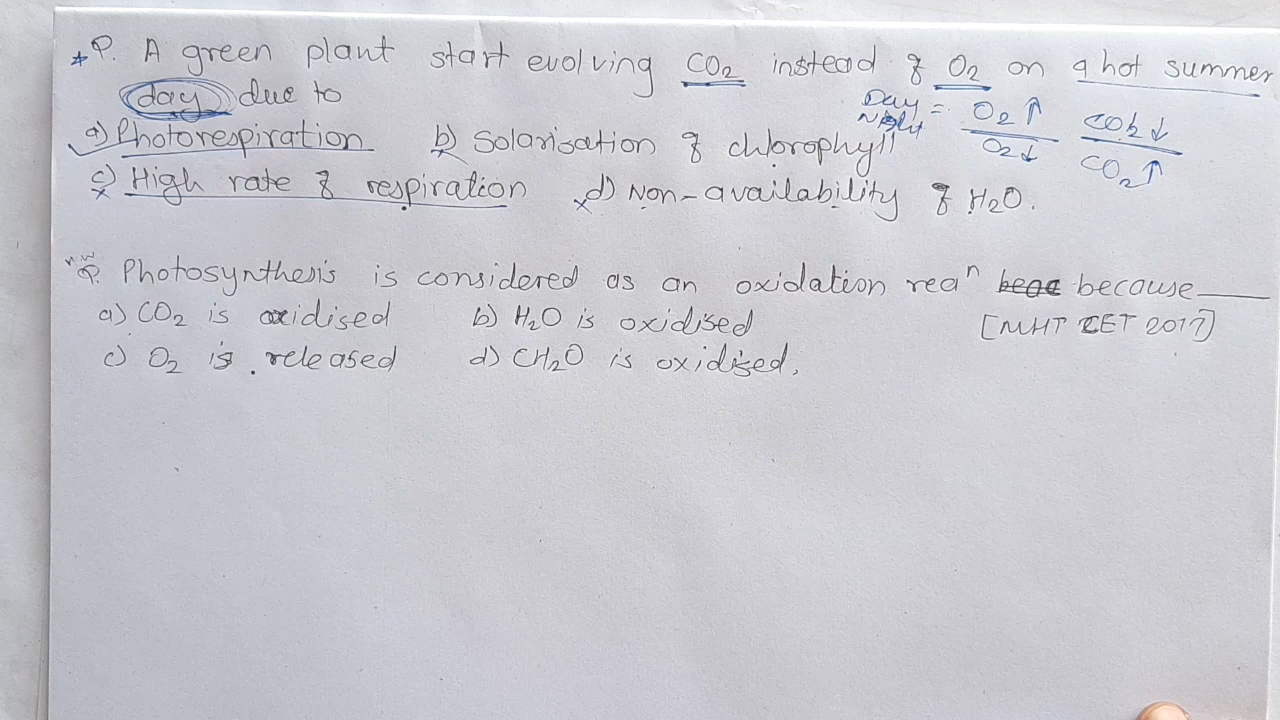 *Q. A green plant start evolving CO₂ instead of O₂ on a hot summer
day due to
Day = O₂↑ CO₂↓
Night O₂↓ CO₂↑
a) Photorespiration b) Solarisation of chlorophyll
c) High rate of respiration d) Non-availability of H₂O.
Q. Photosynthesis is considered as an oxidation reaⁿ because____
a) CO₂ is oxidised b) H₂O is oxidised [MHT CET 2017]
c) O₂ is released d) CH₂O is oxidised.